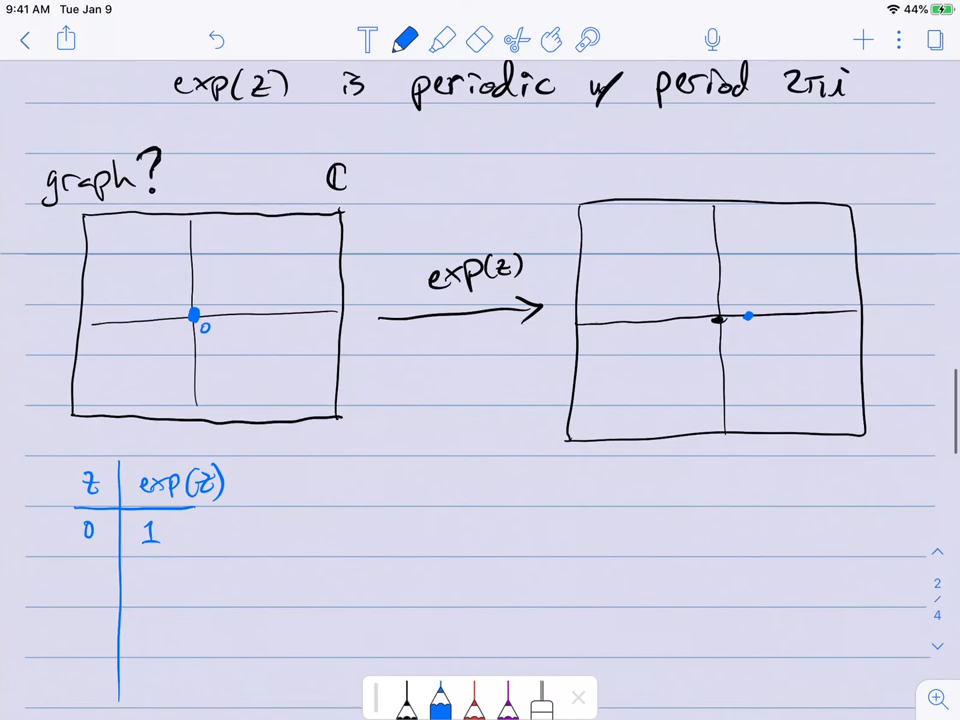 9:41 AM Tue Jan 9
44%
exp(z) is periodic w/ period 2πi
graph?
ℂ
exp(z)
0
z exp(z)
0 1
2
/
4